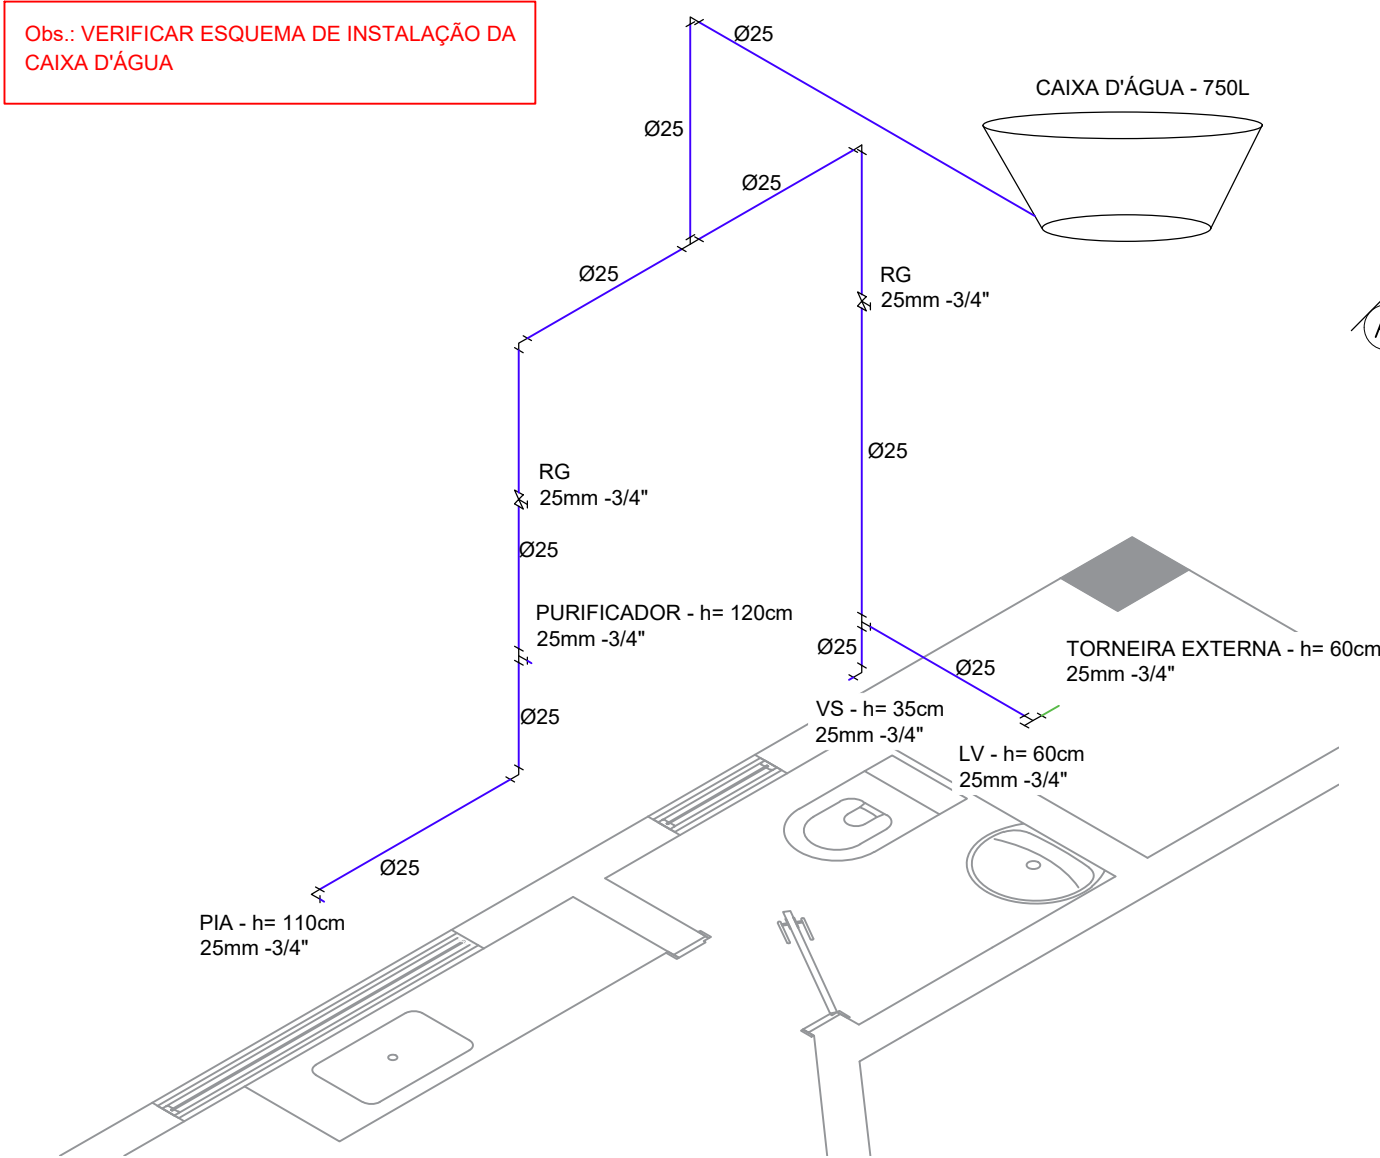 Obs.: VERIFICAR ESQUEMA DE INSTALAÇÃO DA
CAIXA D'ÁGUA
Ø25
CAIXA D'ÁGUA - 750L
Ø25
Ø25
Ø25
RG
25mm -3/4"
Ø25
RG
25mm -3/4"
Ø25
PURIFICADOR - h= 120cm
25mm -3/4"
Ø25
Ø25
TORNEIRA EXTERNA - h= 60cm
25mm -3/4"
Ø25
VS - h= 35cm
25mm -3/4"
LV - h= 60cm
25mm -3/4"
Ø25
PIA - h= 110cm
25mm -3/4"